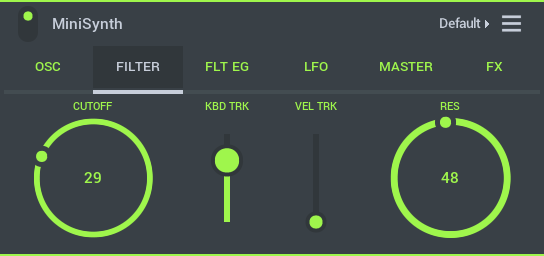 MiniSynth Default
OSC FILTER FLT EG LFO MASTER FX
CUTOFF KBD TRK VEL TRK RES
29 48